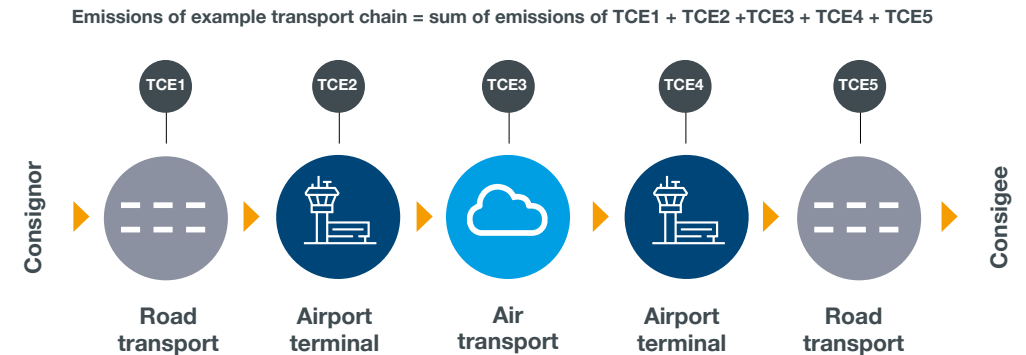 Emissions of example transport chain = sum of emissions of TCE1 + TCE2 +TCE3 + TCE4 + TCE5
TCE1
TCE2
TCE3
TCE4
TCE5
Consignor
Consigee
Road
transport
Airport
terminal
Air
transport
Airport
terminal
Road
transport